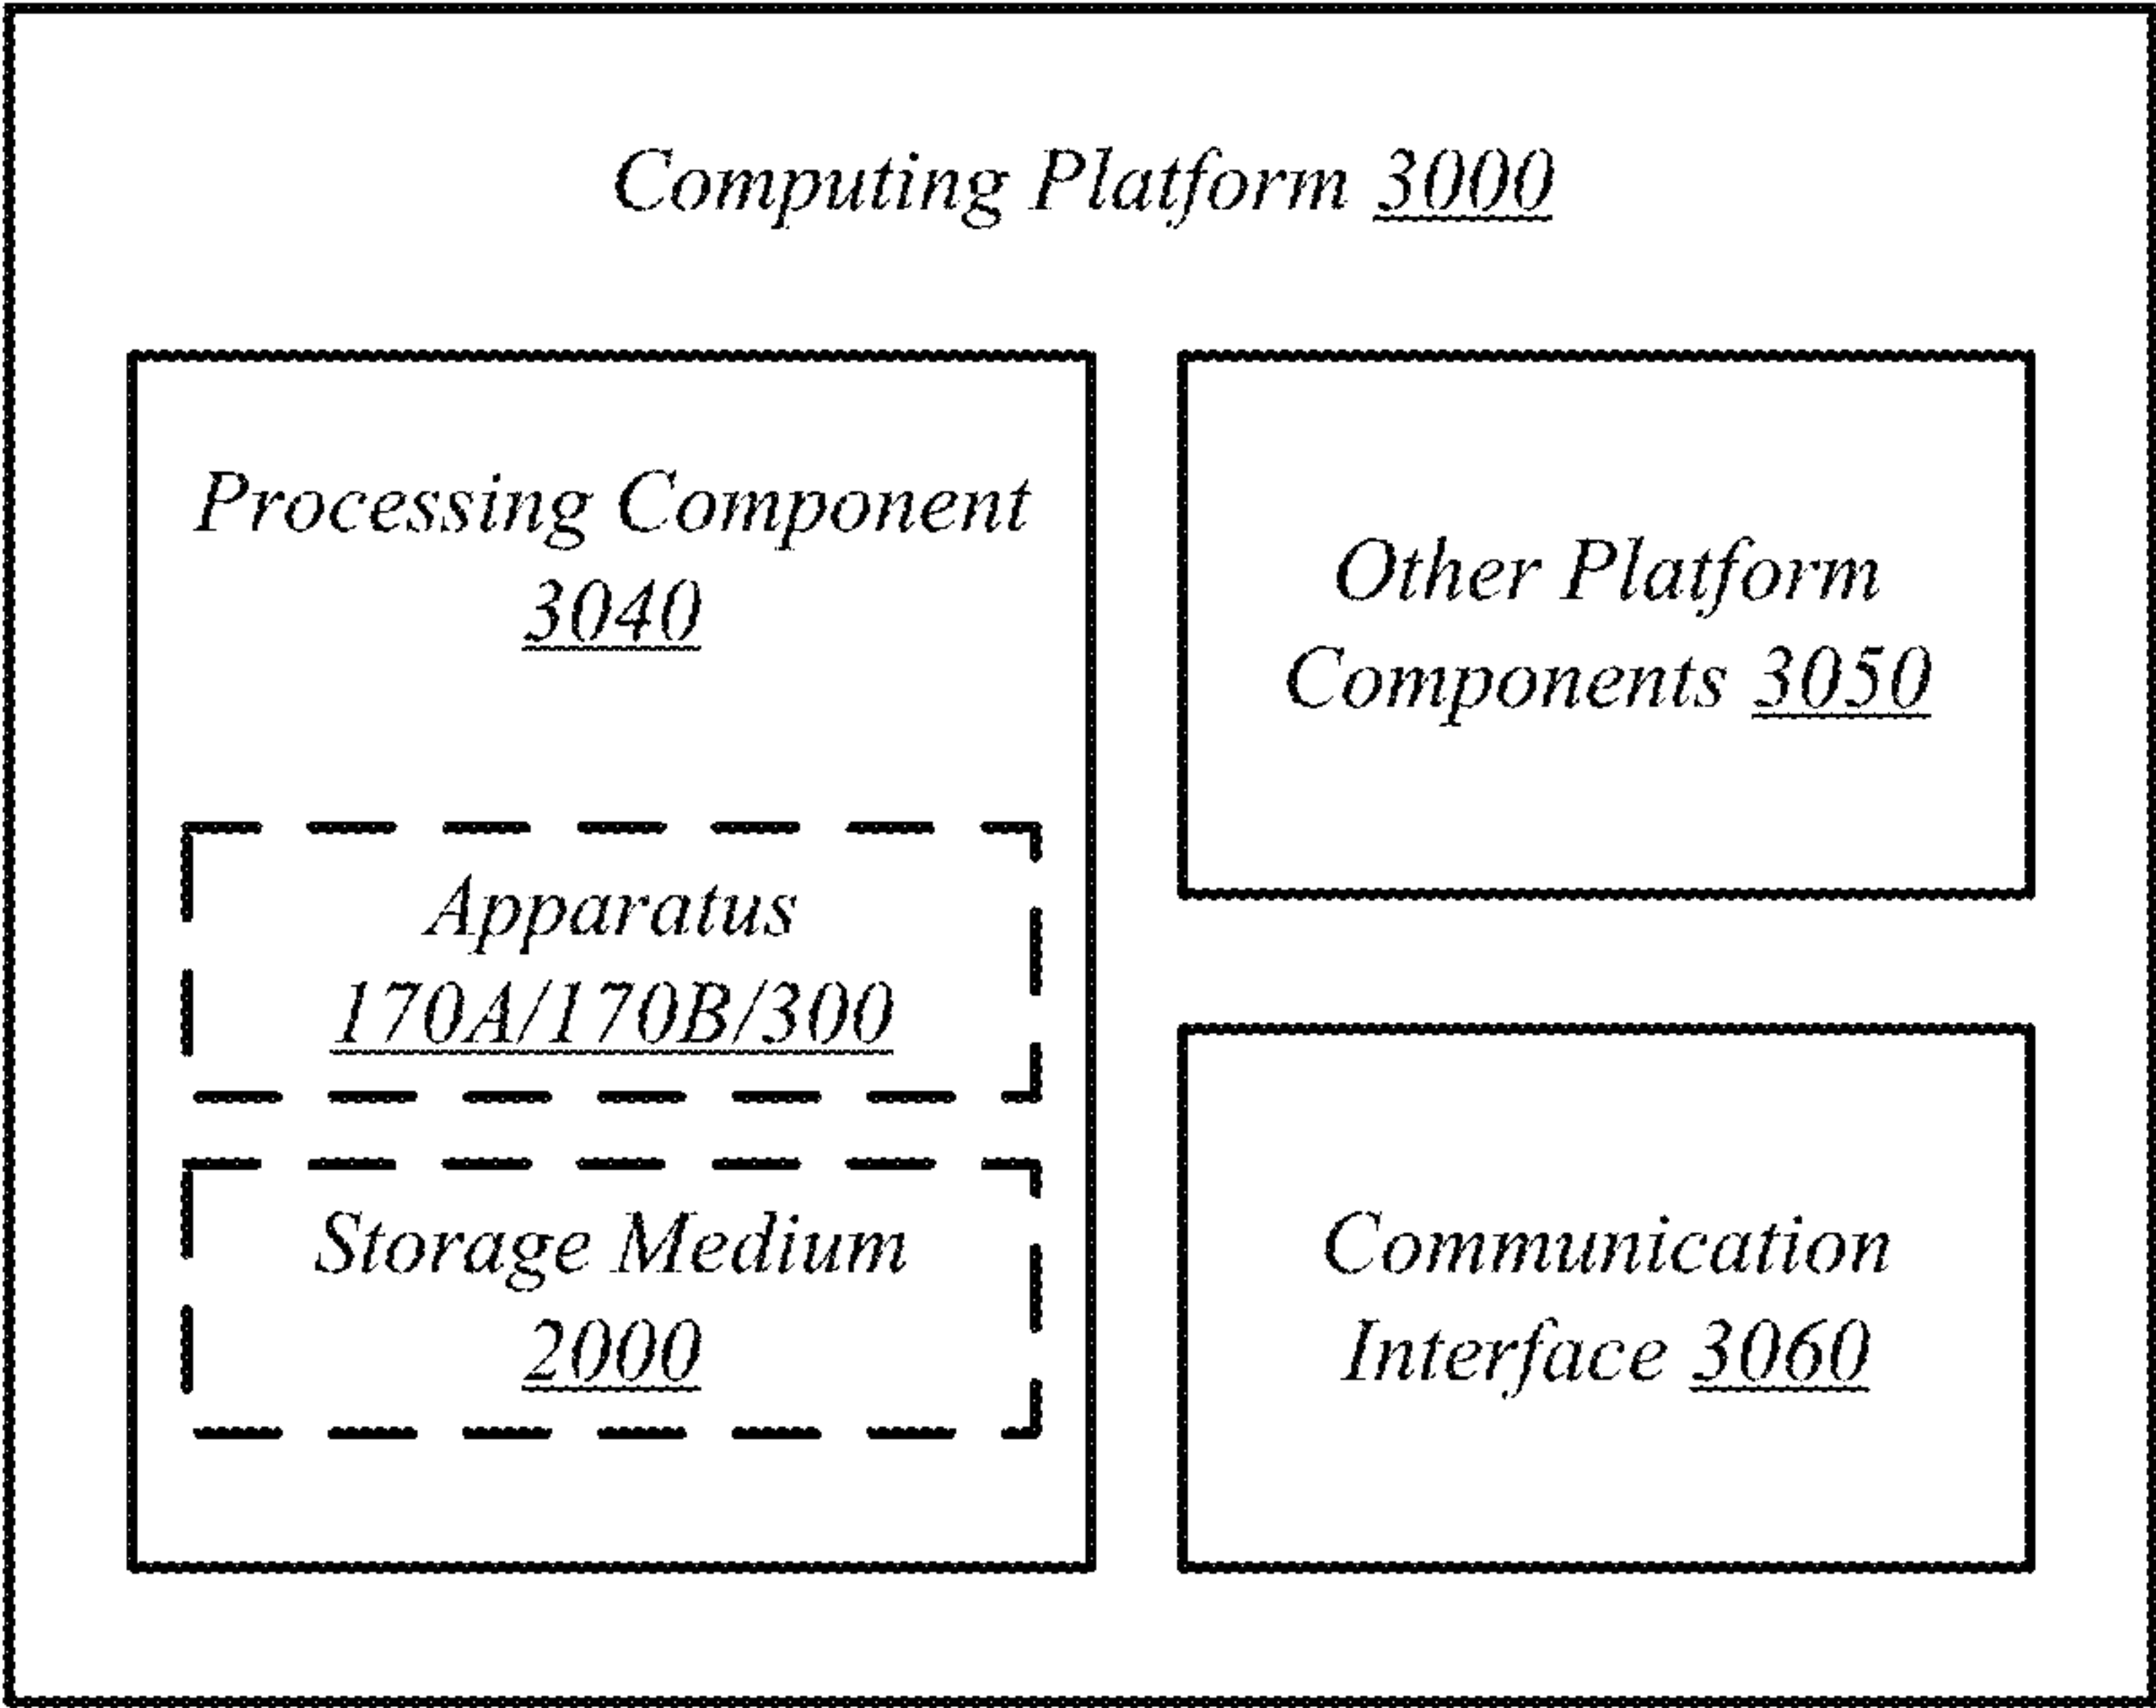 Computing Platform 3000
Processing Component
3040
Apparatus
170A/170B/300
Storage Medium
2000
Other Platform
Components 3050
Communication
Interface 3060